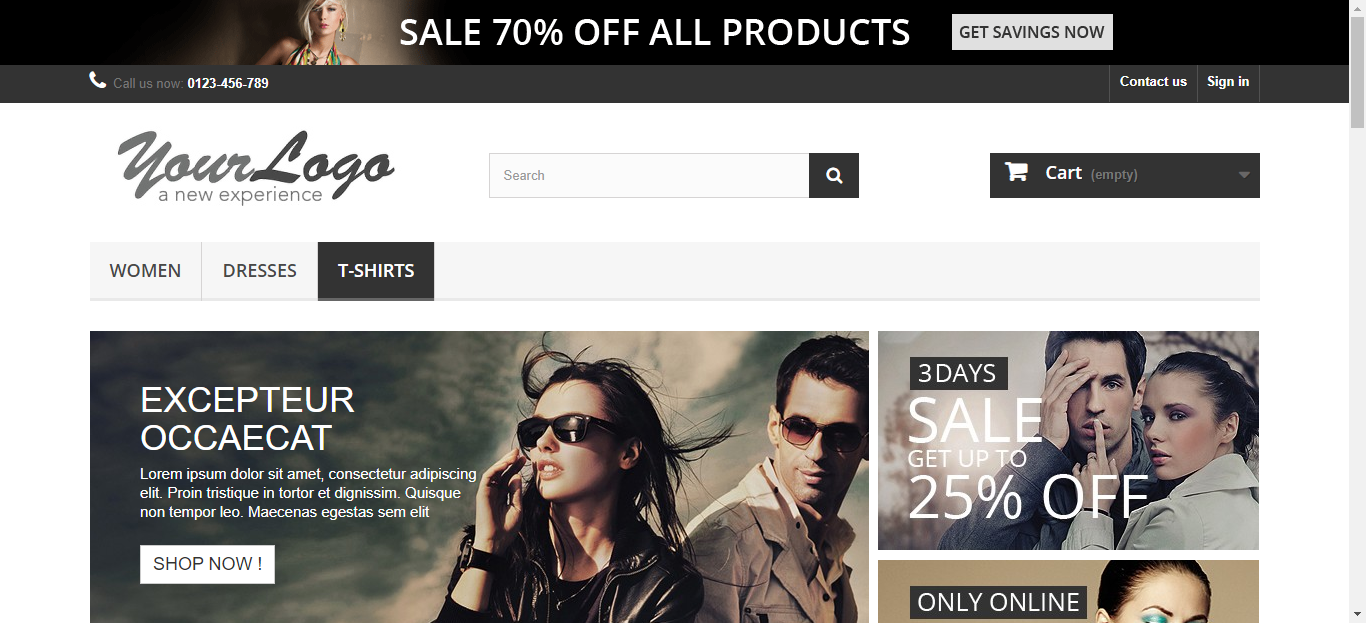 SALE 70% OFF ALL PRODUCTS
GET SAVINGS NOW
Call us now: 0123-456-789
Contact us
Sign in
YourLogo
a new experience
Search
Cart (empty)
WOMEN
DRESSES
T-SHIRTS
EXCEPTEUR
OCCAECAT
Lorem ipsum dolor sit amet, consectetur adipiscing
elit. Proin tristique in tortor et dignissim. Quisque
non tempor leo. Maecenas egestas sem elit
SHOP NOW !
3 DAYS
SALE
GET UP TO
25% OFF
ONLY ONLINE